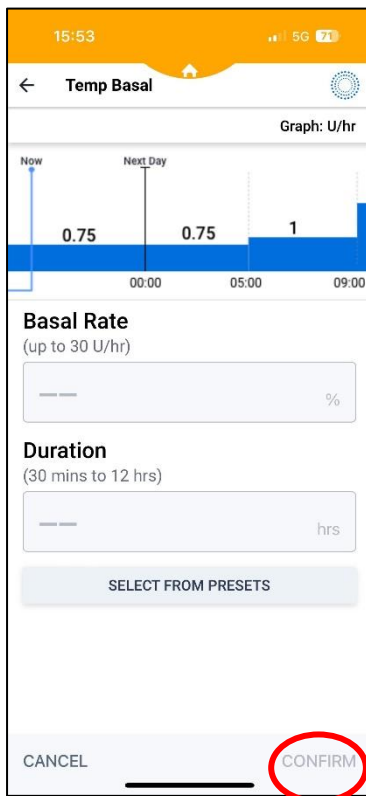 15:53 5G 71
Temp Basal
Graph: U/hr
Now Next Day
0.75 0.75 1
00:00 05:00 09:00
Basal Rate
(up to 30 U/hr)
-- %
Duration
(30 mins to 12 hrs)
-- hrs
SELECT FROM PRESETS
CANCEL CONFIRM